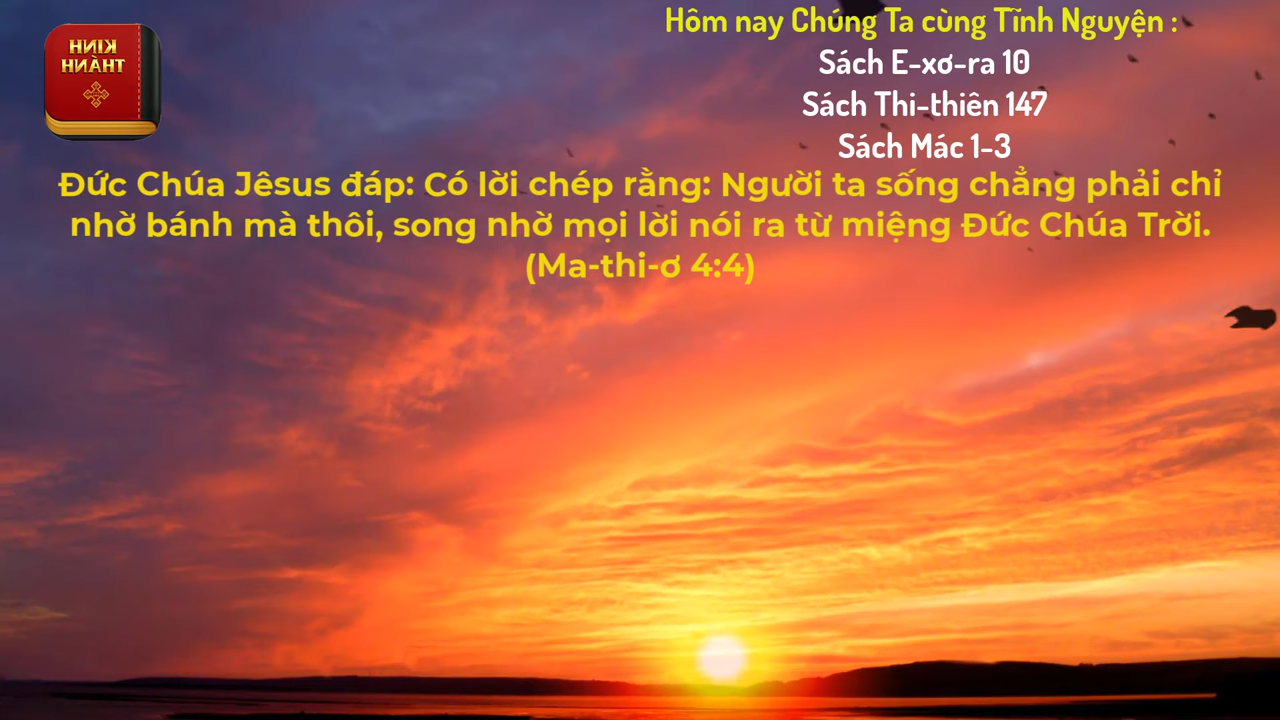 KINH
THÁNH
Hôm nay Chúng Ta cùng Tĩnh Nguyện :
Sách E-xơ-ra 10
Sách Thi-thiên 147
Sách Mác 1-3
Đức Chúa Jêsus đáp: Có lời chép rằng: Người ta sống chẳng phải chỉ
nhờ bánh mà thôi, song nhờ mọi lời nói ra từ miệng Đức Chúa Trời.
(Ma-thi-ơ 4:4)